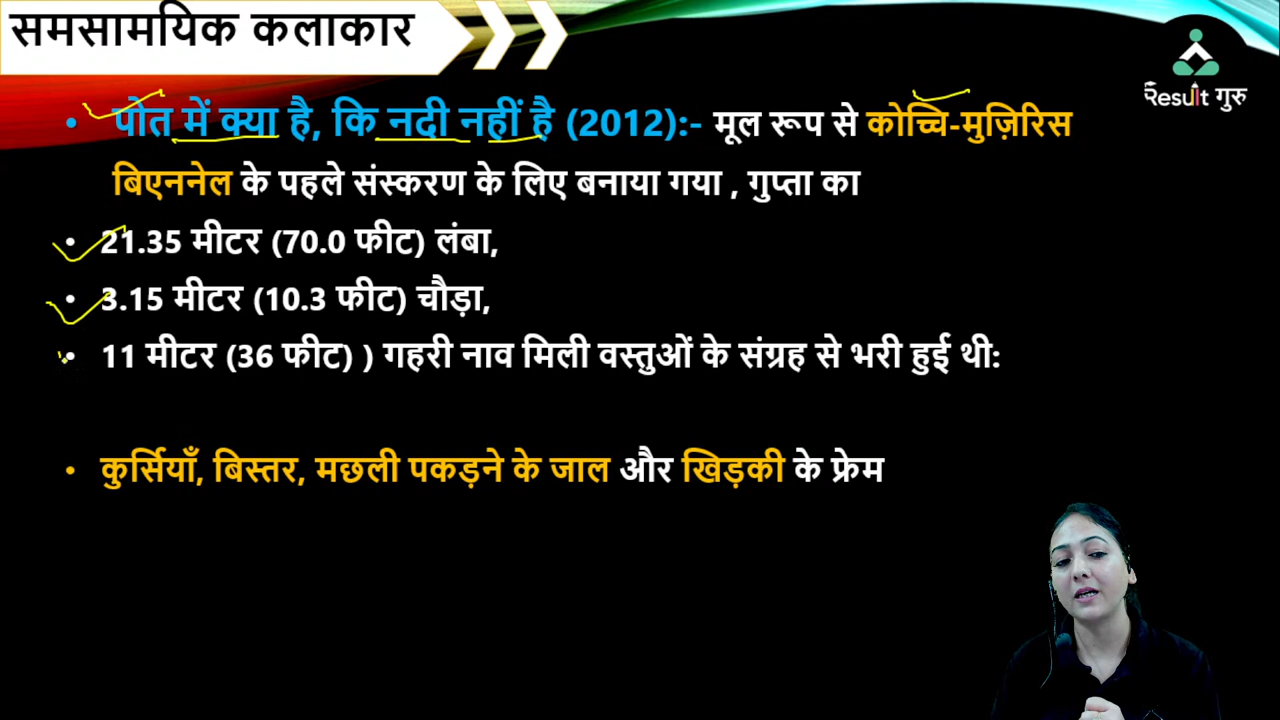 समसामयिक कलाकार
Result गुरु
• पोत में क्या है, कि नदी नहीं है (2012):- मूल रूप से कोच्चि-मुज़िरिस
बिएननेल के पहले संस्करण के लिए बनाया गया , गुप्ता का
• 21.35 मीटर (70.0 फीट) लंबा,
• 3.15 मीटर (10.3 फीट) चौड़ा,
• 11 मीटर (36 फीट) ) गहरी नाव मिली वस्तुओं के संग्रह से भरी हुई थी:
• कुर्सियाँ, बिस्तर, मछली पकड़ने के जाल और खिड़की के फ्रेम